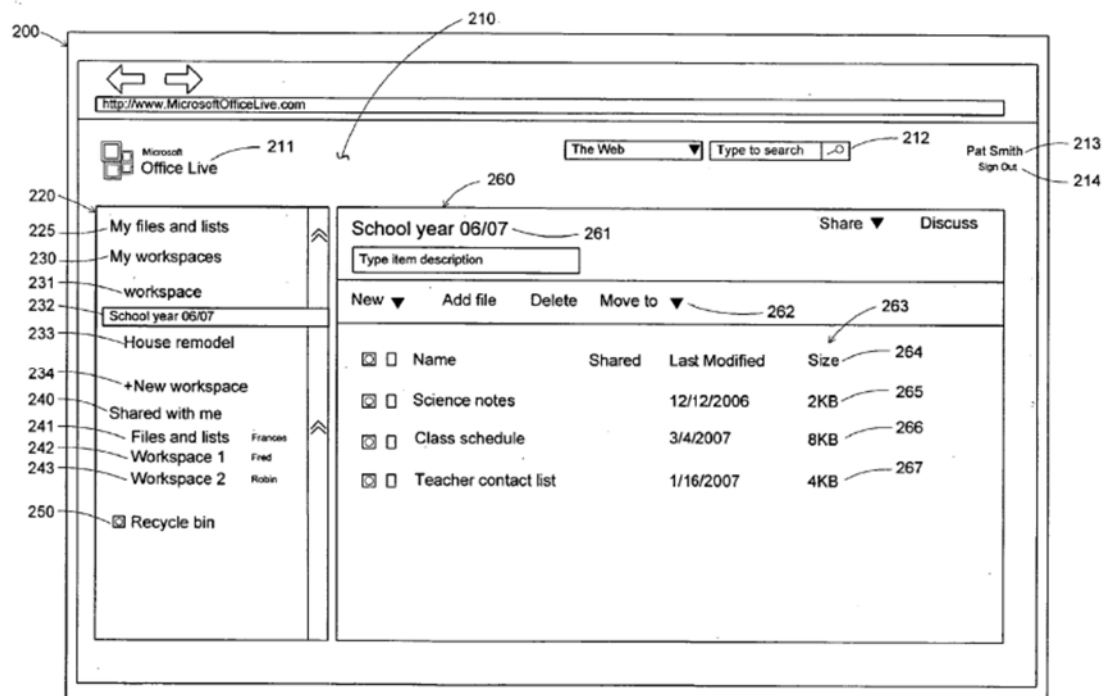 210
200
http://www.MicrosoftOfficeLive.com
Microsoft
Office Live
211
The Web
Type to search
212
Pat Smith
213
Sign Out
214
220
225
My files and lists
230
My workspaces
231
workspace
232
School year 06/07
233
House remodel
234
+New workspace
240
Shared with me
241
Files and lists Frances
242
Workspace 1 Fred
243
Workspace 2 Robin
250
Recycle bin
260
School year 06/07
261
Share
Discuss
Type item description
New Add file Delete Move to
262
263
Name Shared Last Modified Size 264
Science notes 12/12/2006 2KB 265
Class schedule 3/4/2007 8KB 266
Teacher contact list 1/16/2007 4KB 267